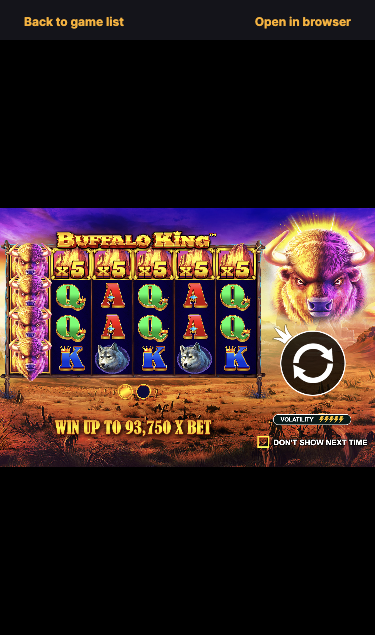 Back to game list
Open in browser
BUFFALO KING™
x5 x5 x5 x5 x5
Q A Q A Q
Q A Q A Q
K K K
WIN UP TO 93,750 X BET
VOLATILITY
DON'T SHOW NEXT TIME